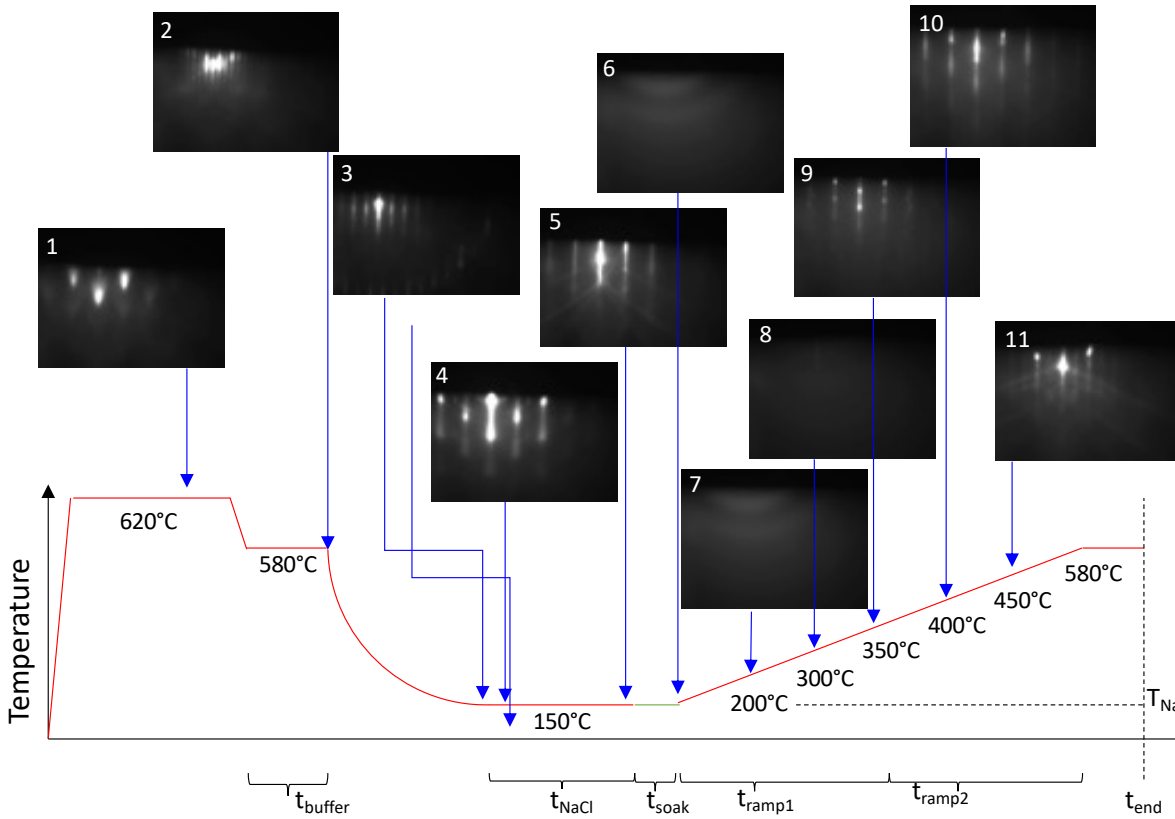 2
10
6
3
9
5
1
8
11
4
7
620°C
580°C
580°C
450°C
400°C
350°C
300°C
200°C
150°C
Temperature
T_Na
t_buffer
t_NaCl
t_soak
t_ramp1
t_ramp2
t_end